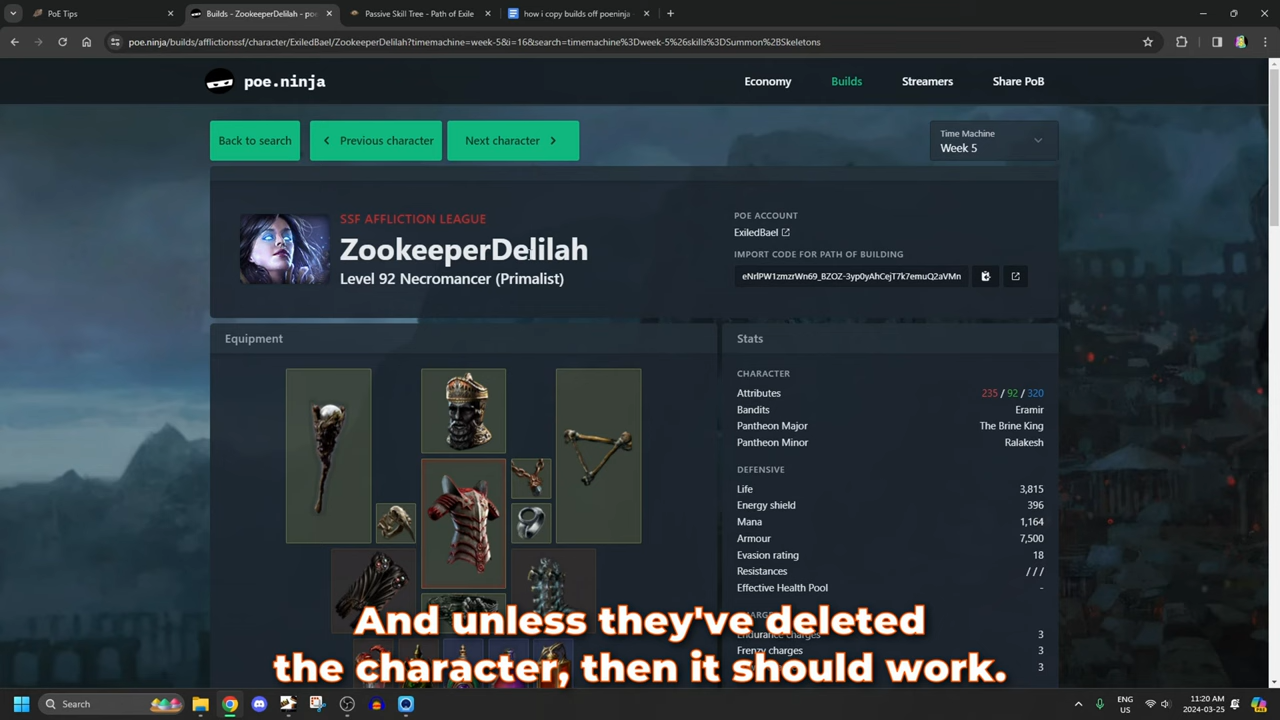 PoE Tips
Builds - ZookeeperDelilah - poe
Passive Skill Tree - Path of Exile
how i copy builds off poeninja
poe.ninja/builds/afflictionssf/character/ExiledBael/ZookeeperDelilah?timemachine=week-5&i=16&search=timemachine%3Dweek-5%26skills%3DSummon%2BSkeletons
poe.ninja
Economy
Builds
Streamers
Share PoB
Back to search
Previous character
Next character
Time Machine
Week 5
SSF AFFLICTION LEAGUE
ZookeeperDelilah
Level 92 Necromancer (Primalist)
POE ACCOUNT
ExiledBael
IMPORT CODE FOR PATH OF BUILDING
eNrlPW1zmzrWn69_BZOZ-3yp0yAhCejT7k7emuQ2aVMn
Equipment
Stats
CHARACTER
Attributes 235 / 92 / 320
Bandits Eramir
Pantheon Major The Brine King
Pantheon Minor Ralakesh
DEFENSIVE
Life 3,815
Energy shield 396
Mana 1,164
Armour 7,500
Evasion rating 18
Resistances / / /
Effective Health Pool -
Endurance charges 3
Frenzy charges 3
3
And unless they've deleted
the character, then it should work.
Search
ENG
US
11:20 AM
2024-03-25